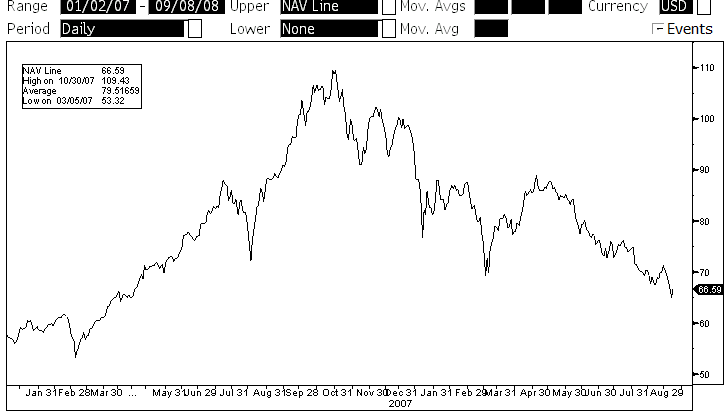 Range 01/02/07 - 09/08/08 Upper NAV Line Mov. Avgs Currency USD
Period Daily Lower None Mov. Avg Events
NAV Line 66.59
High on 10/30/07 109.43
Average 79.51659
Low on 03/05/07 53.32
110
100
90
80
70
66.59
60
50
Jan 31 Feb 28 Mar 30 ... May 31 Jun 29 Jul 31 Aug 31 Sep 28 Oct 31 Nov 30 Dec 31 Jan 31 Feb 29 Mar 31 Apr 30 May 30 Jun 30 Jul 31 Aug 29
2007